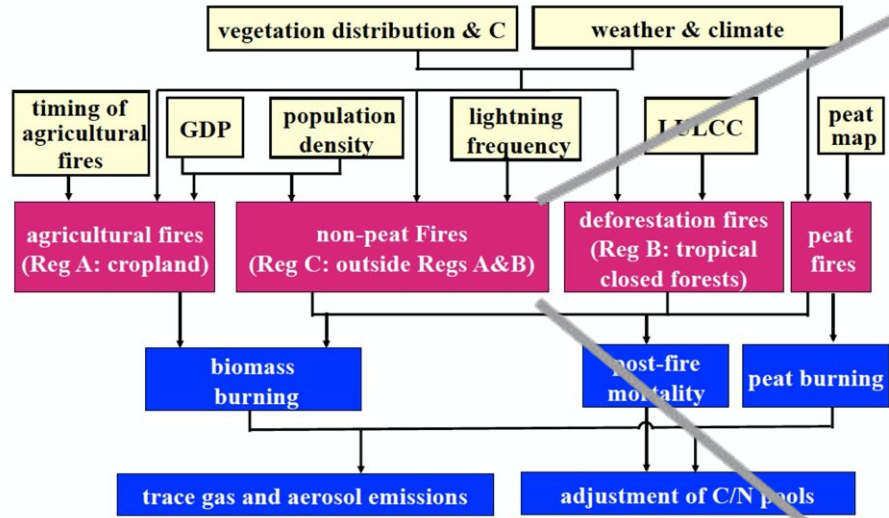 vegetation distribution & C
weather & climate
timing of
agricultural
fires
GDP
population
density
lightning
frequency
LULCC
peat
map
agricultural fires
(Reg A: cropland)
non-peat Fires
(Reg C: outside Regs A&B)
deforestation fires
(Reg B: tropical
closed forests)
peat
fires
biomass
burning
post-fire
mortality
peat burning
trace gas and aerosol emissions
adjustment of C/N pools